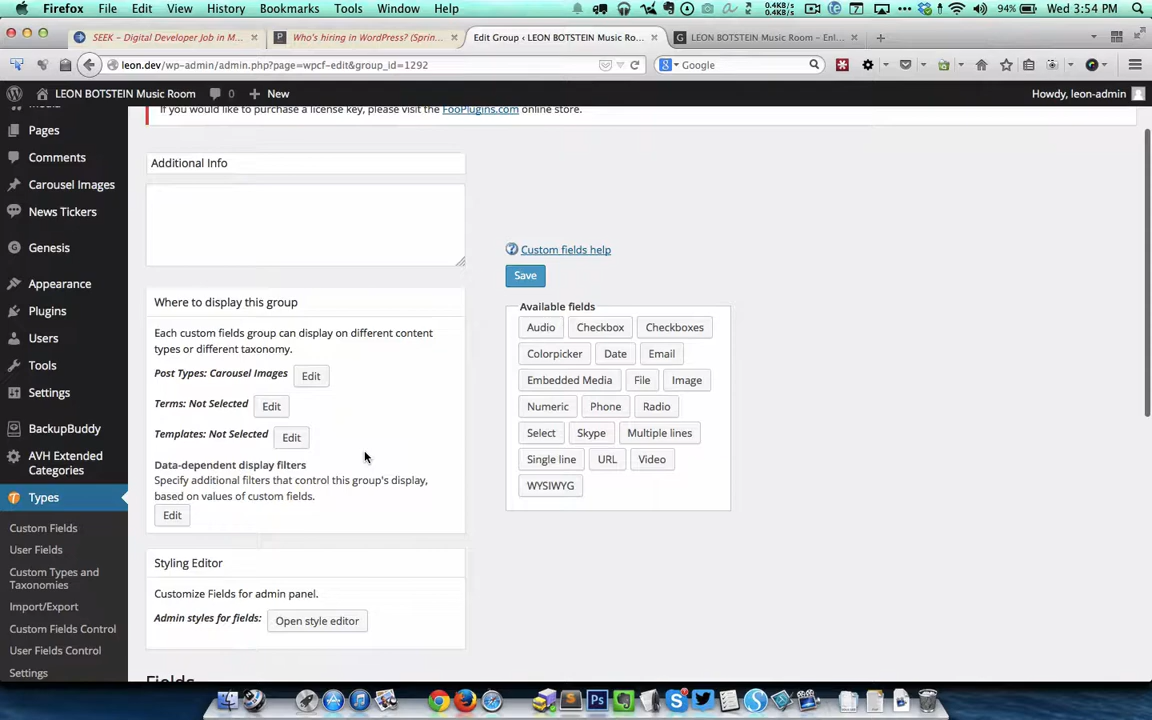 Firefox File Edit View History Bookmarks Tools Window Help
0.4KB/s
0.4KB/s
94% Wed 3:54 PM
SEEK – Digital Developer Job in M...
Who's hiring in WordPress? (Sprin...
Edit Group ‹ LEON BOTSTEIN Music Ro...
LEON BOTSTEIN Music Room – Enl...
leon.dev/wp-admin/admin.php?page=wpcf-edit&group_id=1292
Google
LEON BOTSTEIN Music Room 0 + New
Howdy, leon-admin
Media
Pages
Comments
Carousel Images
News Tickers
Genesis
Appearance
Plugins
Users
Tools
Settings
BackupBuddy
AVH Extended
Categories
Types
Custom Fields
User Fields
Custom Types and
Taxonomies
Import/Export
Custom Fields Control
User Fields Control
Settings
If you would like to purchase a license key, please visit the FooPlugins.com online store.
Additional Info
Where to display this group
Each custom fields group can display on different content
types or different taxonomy.
Post Types: Carousel Images Edit
Terms: Not Selected Edit
Templates: Not Selected Edit
Data-dependent display filters
Specify additional filters that control this group's display,
based on values of custom fields.
Edit
Styling Editor
Customize Fields for admin panel.
Admin styles for fields: Open style editor
Fields
Custom fields help
Save
Available fields
Audio Checkbox Checkboxes
Colorpicker Date Email
Embedded Media File Image
Numeric Phone Radio
Select Skype Multiple lines
Single line URL Video
WYSIWYG